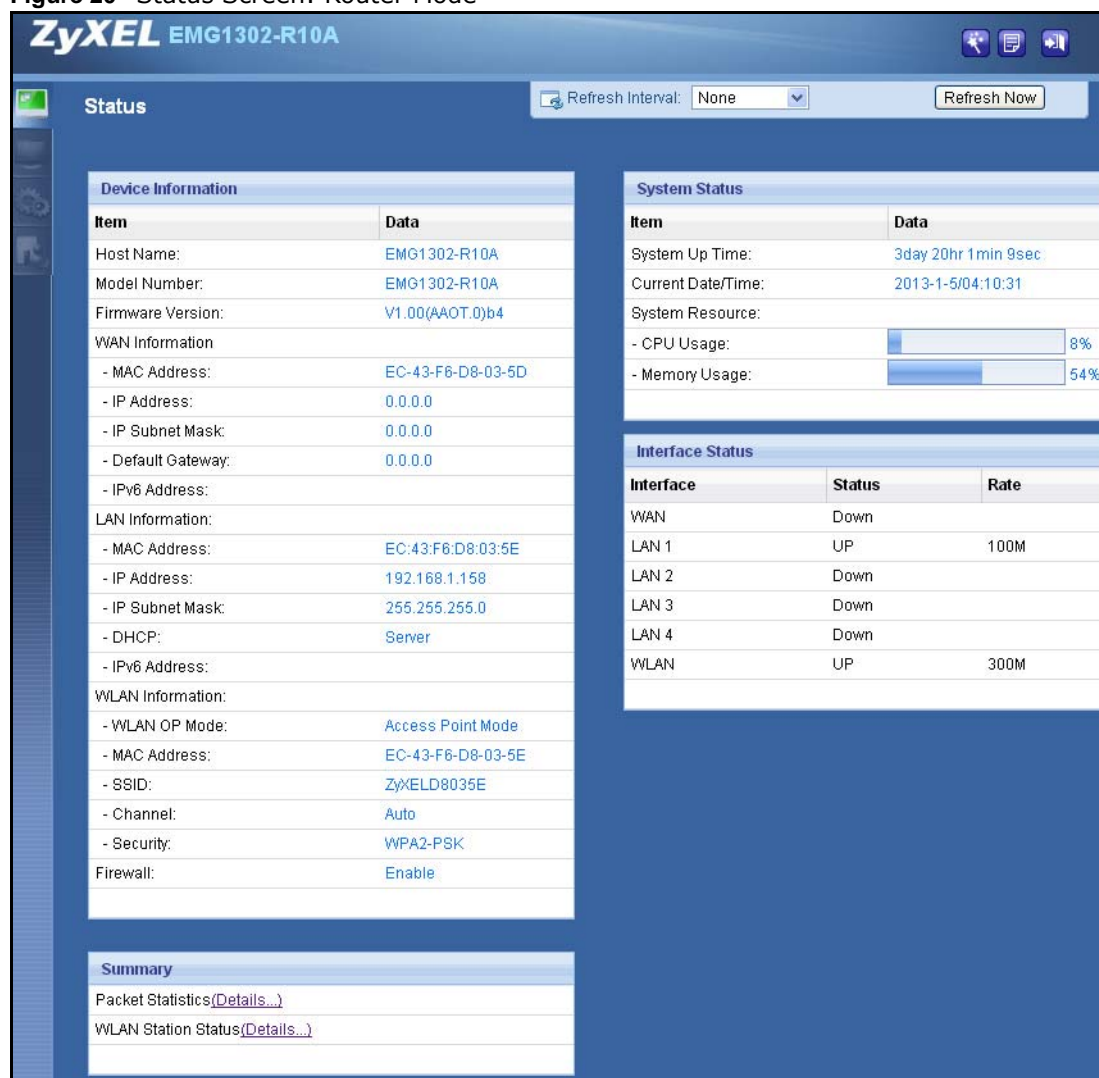 Figure 20 Status Screen: Router Mode
ZyXEL EMG1302-R10A
Status
Refresh Interval: None
Refresh Now
Device Information
Item Data
Host Name: EMG1302-R10A
Model Number: EMG1302-R10A
Firmware Version: V1.00(AAOT.0)b4
WAN Information
- MAC Address: EC-43-F6-D8-03-5D
- IP Address: 0.0.0.0
- IP Subnet Mask: 0.0.0.0
- Default Gateway: 0.0.0.0
- IPv6 Address:
LAN Information:
- MAC Address: EC:43:F6:D8:03:5E
- IP Address: 192.168.1.158
- IP Subnet Mask: 255.255.255.0
- DHCP: Server
- IPv6 Address:
WLAN Information:
- WLAN OP Mode: Access Point Mode
- MAC Address: EC-43-F6-D8-03-5E
- SSID: ZyXELD8035E
- Channel: Auto
- Security: WPA2-PSK
Firewall: Enable
Summary
Packet Statistics(Details...)
WLAN Station Status(Details...)
System Status
Item Data
System Up Time: 3day 20hr 1min 9sec
Current Date/Time: 2013-1-5/04:10:31
System Resource:
- CPU Usage: 8%
- Memory Usage: 54%
Interface Status
Interface Status Rate
WAN Down
LAN 1 UP 100M
LAN 2 Down
LAN 3 Down
LAN 4 Down
WLAN UP 300M